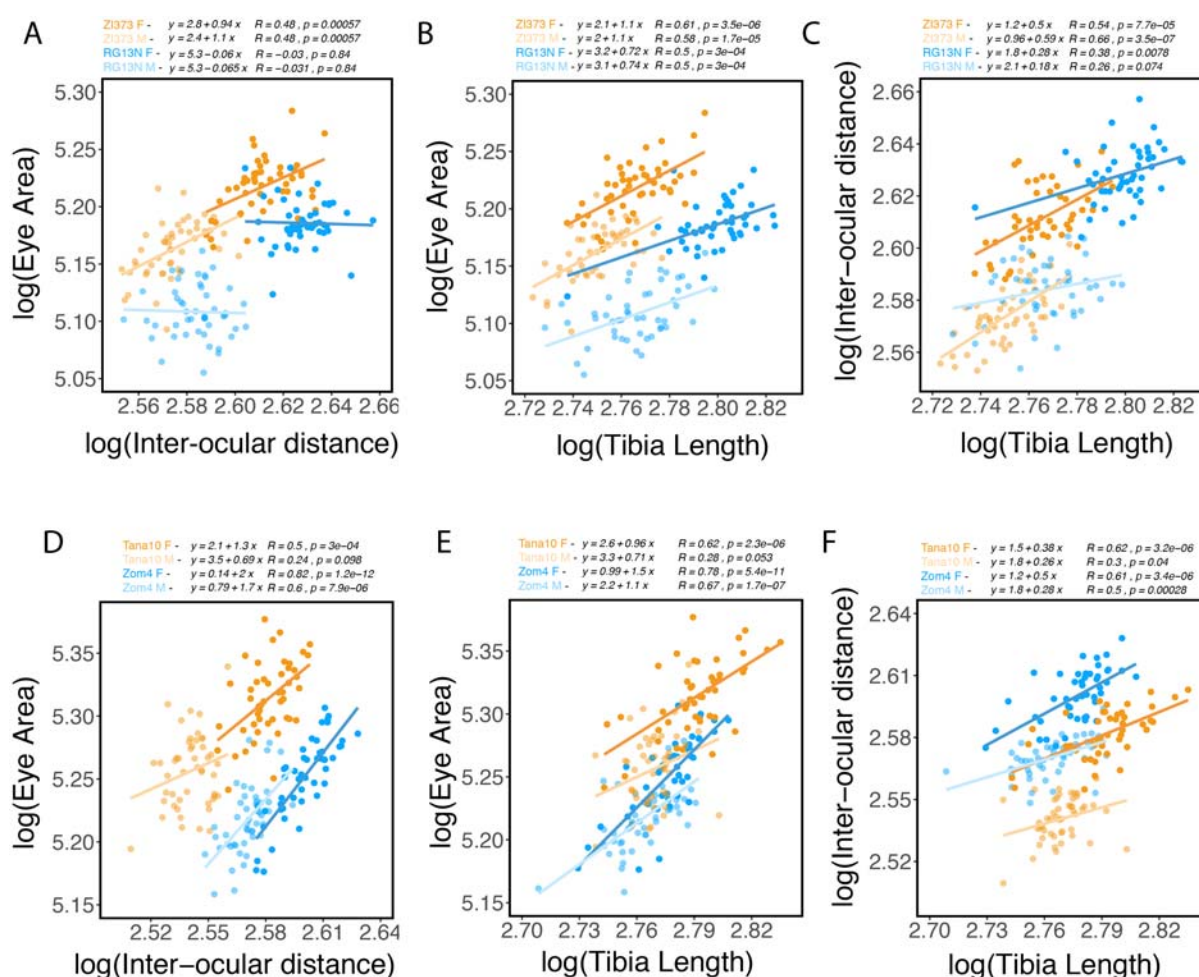 A
ZI373 F - y = 2.8 + 0.94 x R = 0.48 , p = 0.00057
ZI373 M - y = 2.4 + 1.1 x R = 0.48 , p = 0.00057
RG13N F - y = 5.3 – 0.06 x R = –0.03 , p = 0.84
RG13N M - y = 5.3 – 0.065 x R = –0.031 , p = 0.84
log(Eye Area)
5.30
5.25
5.20
5.15
5.10
5.05
2.56 2.60 2.64 2.66
log(Inter-ocular distance)
B
ZI373 F - y = 2.1 + 1.1 x R = 0.61 , p = 3.5e–06
ZI373 M - y = 2 + 1.1 x R = 0.58 , p = 1.7e–05
RG13N F - y = 3.2 + 0.72 x R = 0.5 , p = 3e–04
RG13N M - y = 3.1 + 0.74 x R = 0.5 , p = 3e–04
log(Eye Area)
5.30
5.25
5.20
5.15
5.10
5.05
2.72 2.74 2.76 2.80 2.82
log(Tibia Length)
C
ZI373 F - y = 1.2 + 0.5 x R = 0.54 , p = 7.7e–05
ZI373 M - y = 0.96 + 0.59 x R = 0.66 , p = 3.5e–07
RG13N F - y = 1.8 + 0.28 x R = 0.38 , p = 0.0078
RG13N M - y = 2.1 + 0.18 x R = 0.26 , p = 0.074
log(Inter–ocular distance)
2.66
2.62
2.60
2.58
2.56
2.72 2.74 2.76 2.80 2.82
log(Tibia Length)
D
Tana10 F - y = 2.1 + 1.3 x R = 0.5 , p = 3e–04
Tana10 M - y = 3.5 + 0.69 x R = 0.24 , p = 0.098
Zom4 F - y = 0.14 + 2 x R = 0.82 , p = 1.2e–12
Zom4 M - y = 0.79 + 1.7 x R = 0.6 , p = 7.9e–06
log(Eye Area)
5.35
5.30
5.25
5.20
5.15
2.52 2.55 2.58 2.61 2.64
log(Inter–ocular distance)
E
Tana10 F - y = 2.6 + 0.96 x R = 0.62 , p = 2.3e–06
Tana10 M - y = 3.3 + 0.71 x R = 0.28 , p = 0.053
Zom4 F - y = 0.99 + 1.5 x R = 0.78 , p = 5.4e–11
Zom4 M - y = 2.2 + 1.1 x R = 0.67 , p = 1.7e–07
log(Eye Area)
5.35
5.30
5.25
5.20
5.15
2.70 2.73 2.76 2.79 2.82
log(Tibia Length)
F
Tana10 F - y = 1.5 + 0.38 x R = 0.62 , p = 3.2e–06
Tana10 M - y = 1.8 + 0.26 x R = 0.3 , p = 0.04
Zom4 F - y = 1.2 + 0.5 x R = 0.61 , p = 3.4e–06
Zom4 M - y = 1.8 + 0.28 x R = 0.5 , p = 0.00028
log(Inter–ocular distance)
2.64
2.61
2.58
2.55
2.52
2.70 2.73 2.76 2.79 2.82
log(Tibia Length)